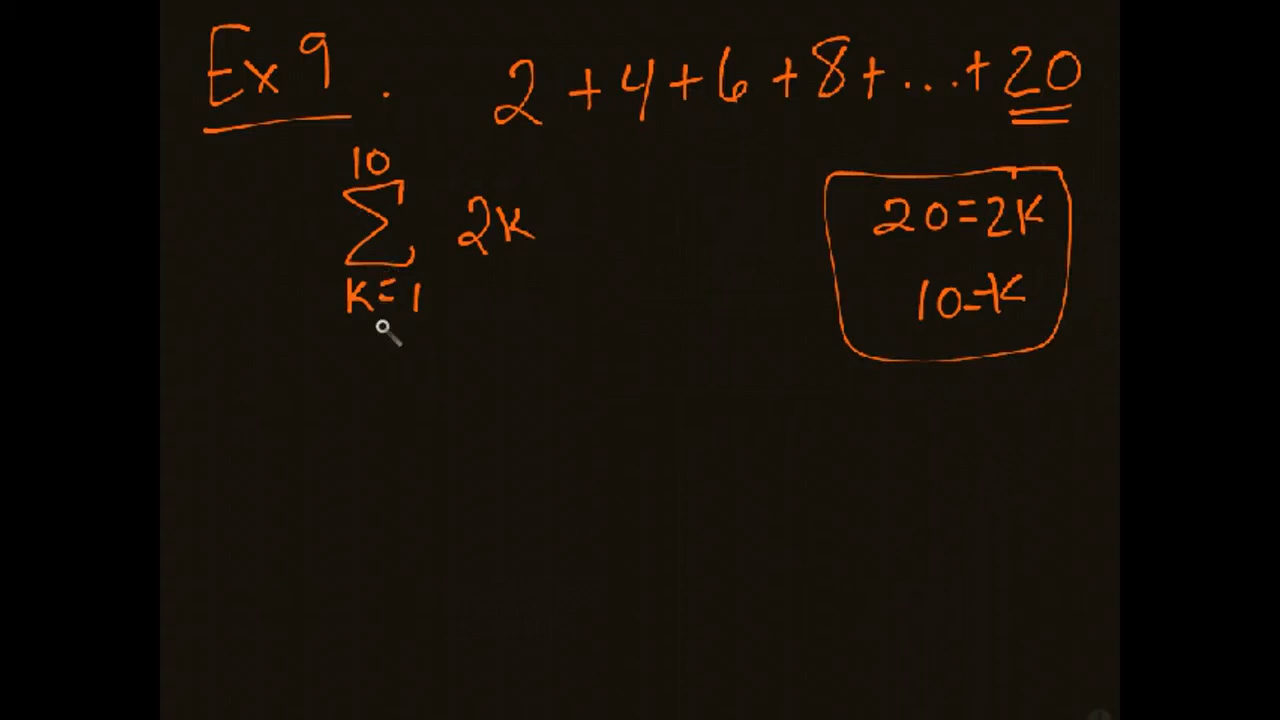 Ex 9 . 2 + 4 + 6 + 8 + ... + 20
10
∑ 2k
k = 1
20 = 2k
10 = k